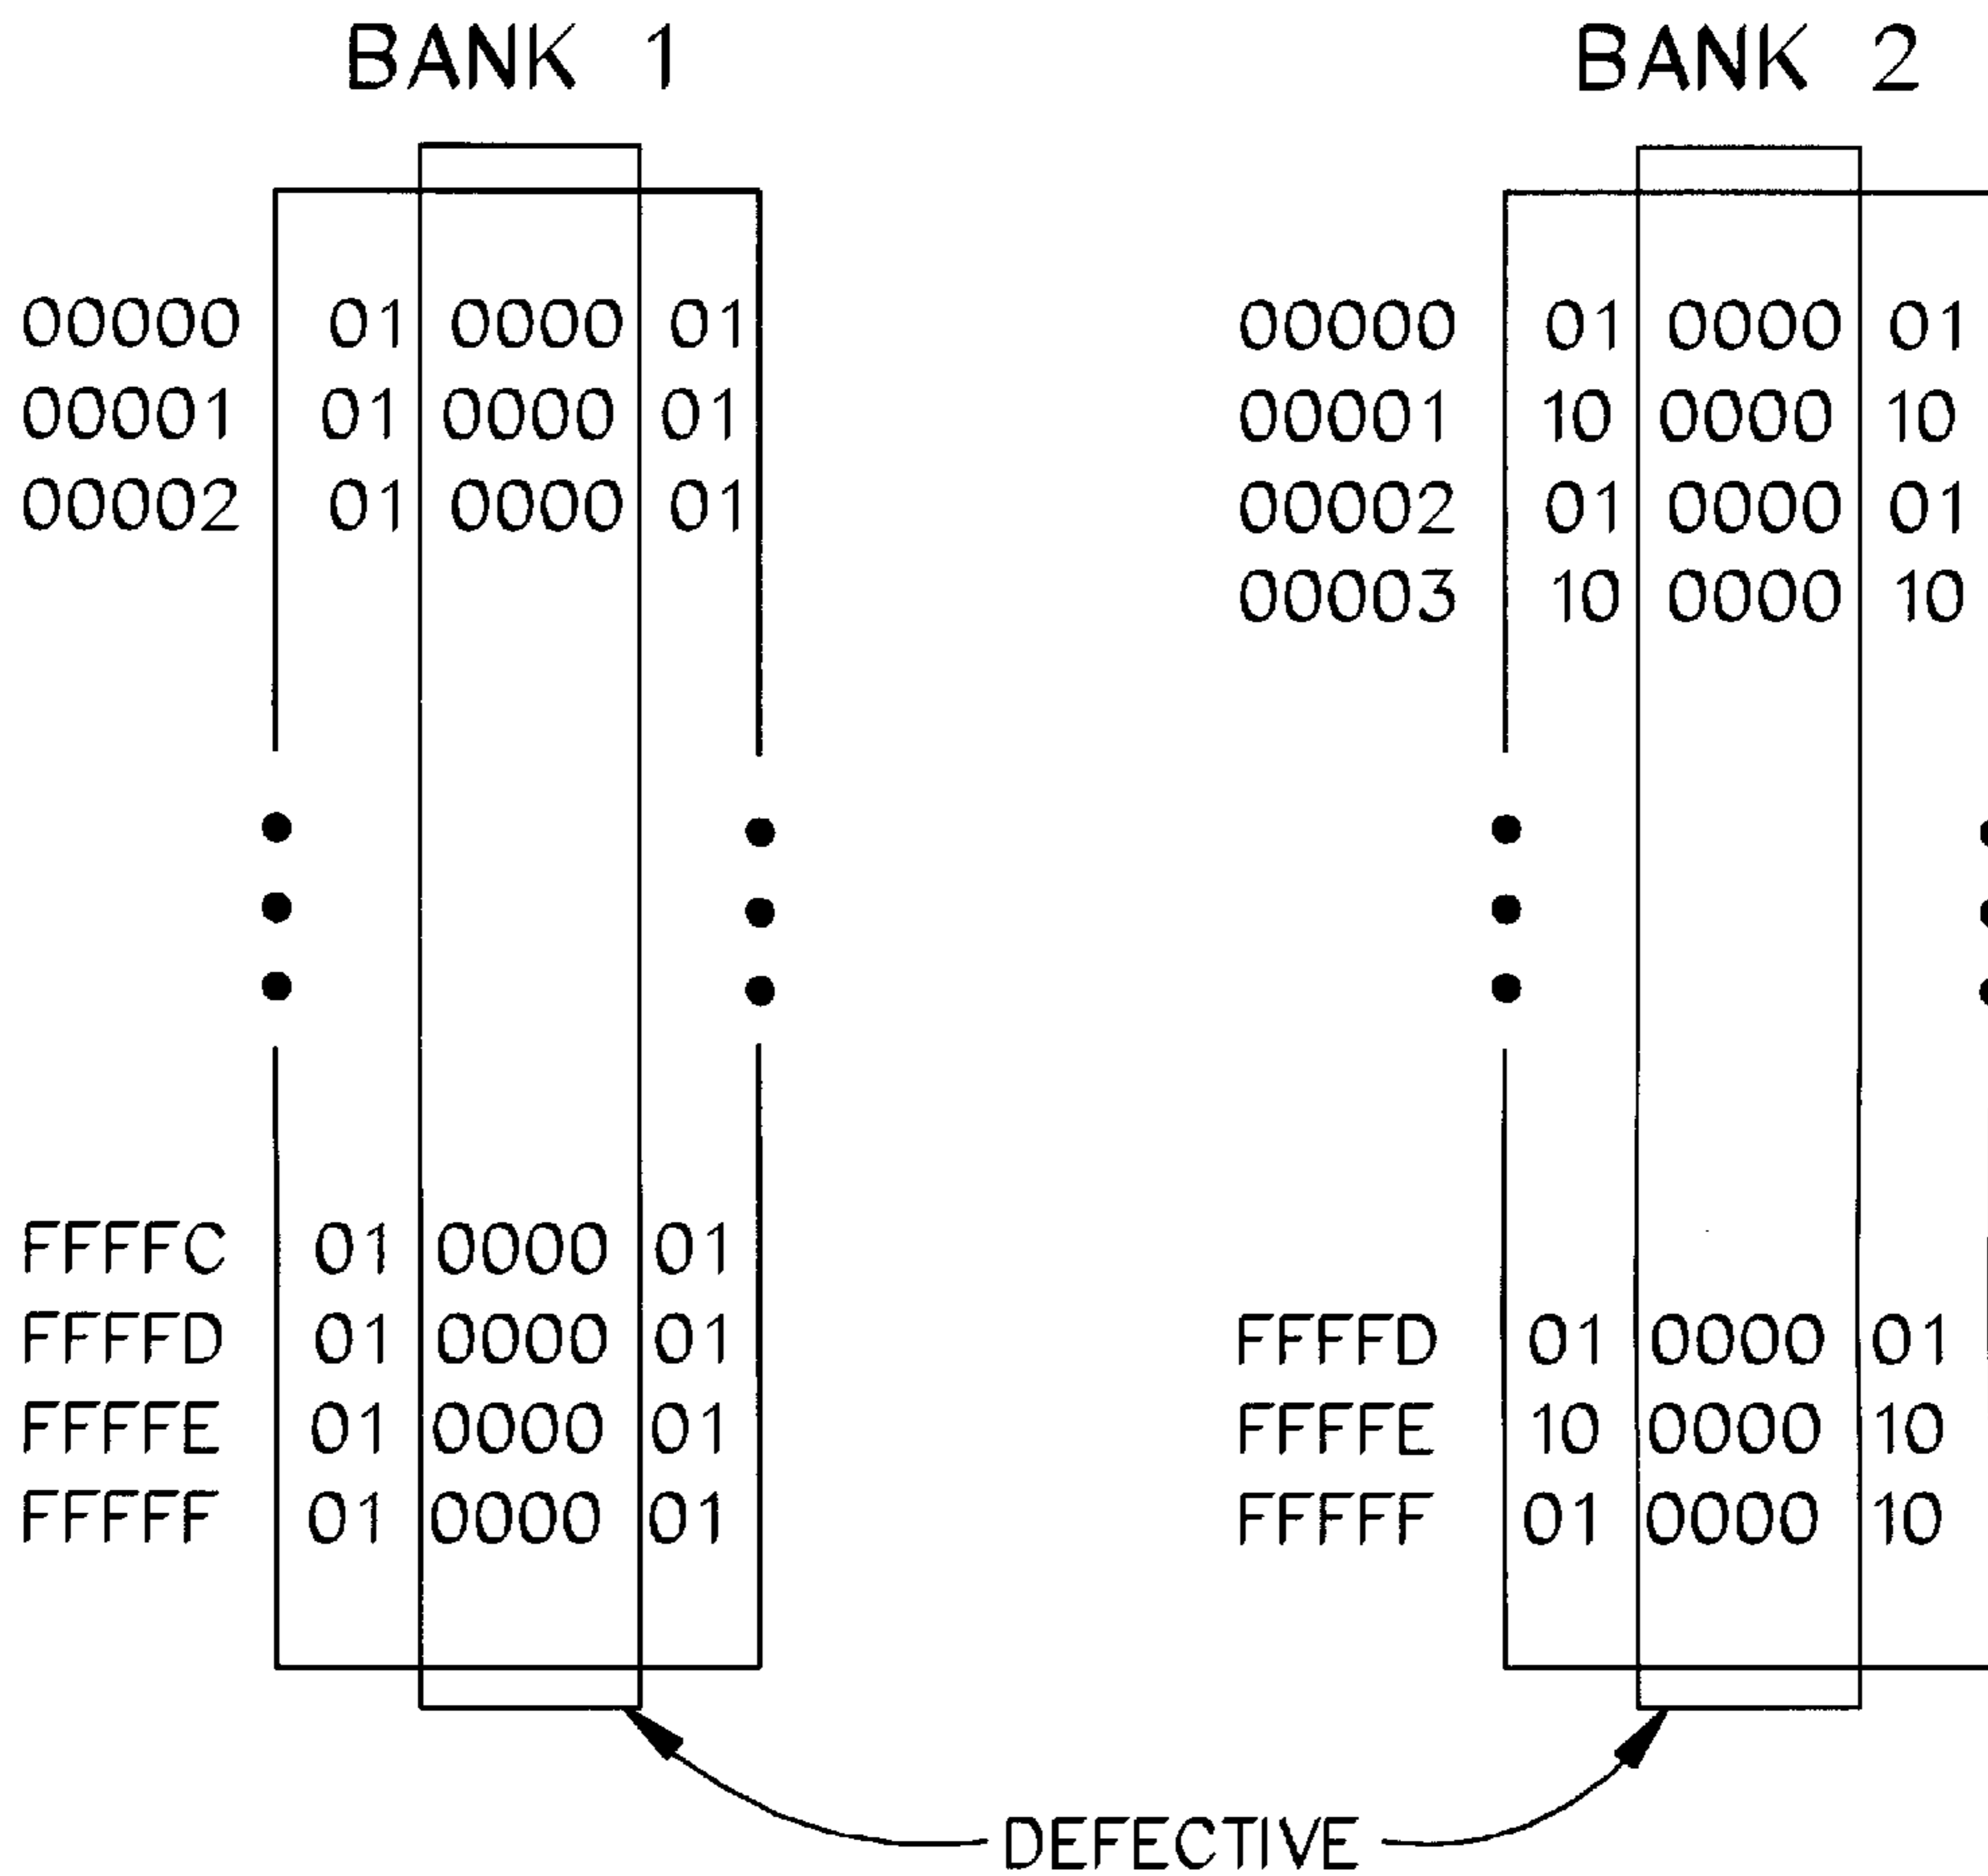 BANK 1
00000 01 0000 01
00001 01 0000 01
00002 01 0000 01
FFFFC 01 0000 01
FFFFD 01 0000 01
FFFFE 01 0000 01
FFFFF 01 0000 01
BANK 2
00000 01 0000 01
00001 10 0000 10
00002 01 0000 01
00003 10 0000 10
FFFFD 01 0000 01
FFFFE 10 0000 10
FFFFF 01 0000 10
DEFECTIVE